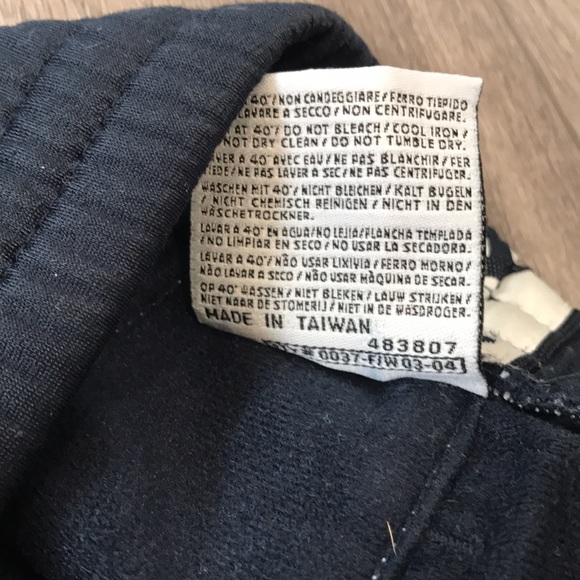 40°/NON CANDEGGIARE/FERRO TIEPIDO
LAVARE A SECCO/NON CENTRIFUGARE.
AT 40°/DO NOT BLEACH/COOL IRON/
NOT DRY CLEAN/DO NOT TUMBLE DRY.
LAVER A 40°AVEC EAU/NE PAS BLANCHIR/FER
TIEDE/NE PAS LAVER A SEC/NE PAS CENTRIFUGER.
WASCHEN MIT 40°/NICHT BLEICHEN/KALT BUGELN
/NICHT CHEMISCH REINIGEN/NICHT IN DEN
WÄSCHETROCKNER.
LAVAR A 40°EN AGUA/NO LEJIA/PLANCHA TEMPLADA
/NO LIMPIAR EN SECO/NO USAR LA SECADORA.
LAVAR A 40°/NÃO USAR LIXIVIA/FERRO MORNO/
NÃO LAVAR A SECO/NÃO USAR MÀQUINA DE SECAR.
OP 40°WASSEN/NIET BLEKEN/LAUW STRIJKEN/
NIET NAAR DE STOMERIJ/NIET IN DE WASDROGER.
MADE IN TAIWAN
483807
0037-F/W 03-04